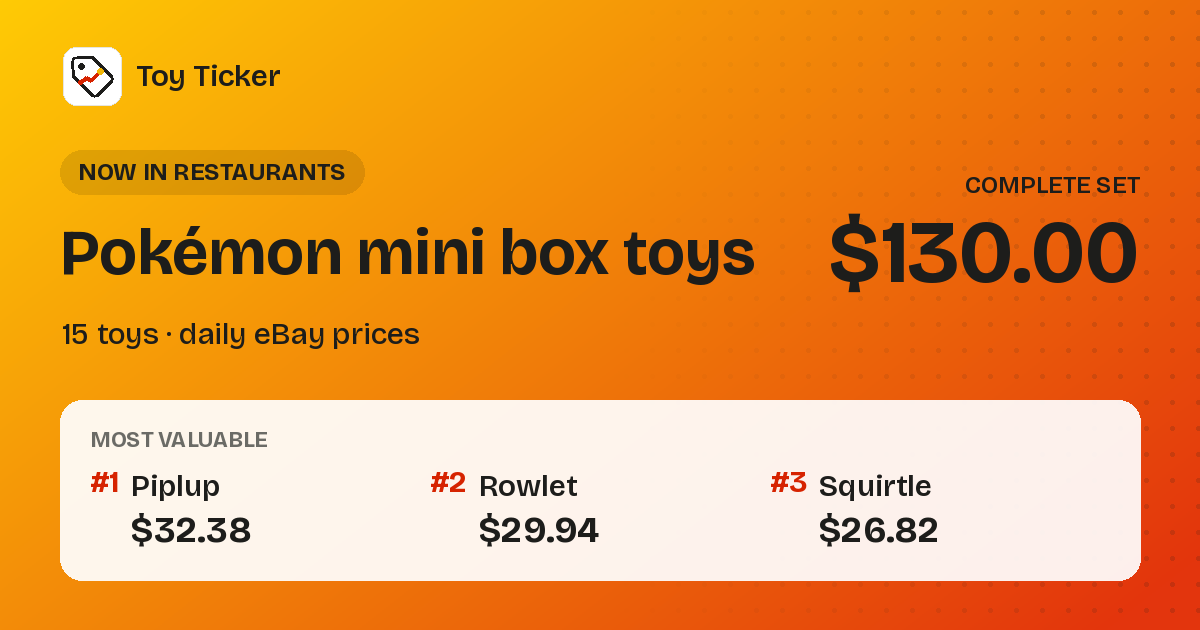 Toy Ticker
NOW IN RESTAURANTS
Pokémon mini box toys
15 toys · daily eBay prices
COMPLETE SET
$130.00
MOST VALUABLE
#1 Piplup
$32.38
#2 Rowlet
$29.94
#3 Squirtle
$26.82